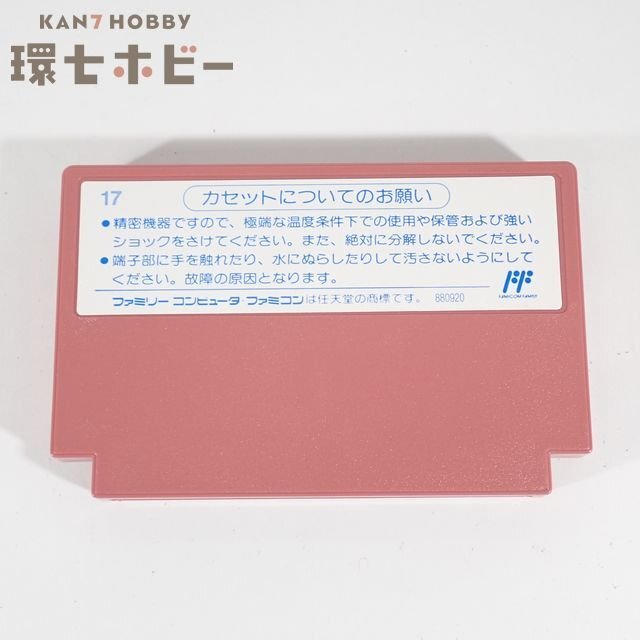 KAN7HOBBY
環七ホビー
17
カセットについてのお願い
●精密機器ですので、極端な温度条件下での使用や保管および強い
ショックをさけてください。また、絶対に分解しないでください。
●端子部に手を触れたり、水にぬらしたりして汚さないようにして
ください。故障の原因となります。
FAMICOM FAMILY
ファミリー コンピュータ・ファミコンは任天堂の商標です。 880920